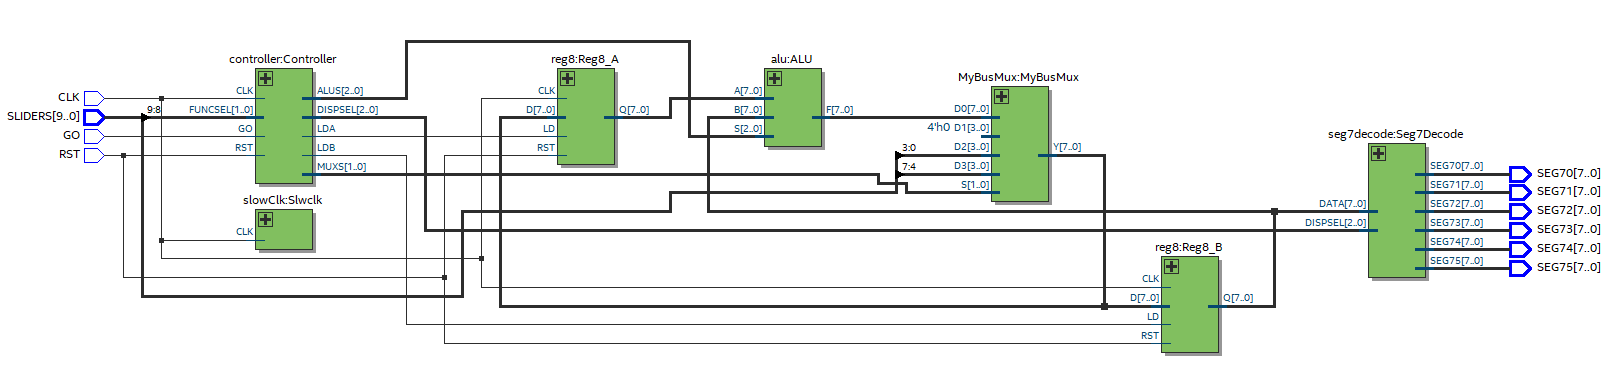 CLK
SLIDERS[9..0]
GO
RST
9:8
controller:Controller
CLK
FUNCSEL[1..0]
GO
RST
ALUS[2..0]
DISPSEL[2..0]
LDA
LDB
MUXS[1..0]
slowClk:Slwclk
CLK
reg8:Reg8_A
CLK
D[7..0]
LD
RST
Q[7..0]
alu:ALU
A[7..0]
B[7..0]
S[2..0]
F[7..0]
MyBusMux:MyBusMux
D0[7..0]
4'h0 D1[3..0]
3:0
D2[3..0]
7:4
D3[3..0]
S[1..0]
Y[7..0]
reg8:Reg8_B
CLK
D[7..0]
LD
RST
Q[7..0]
seg7decode:Seg7Decode
DATA[7..0]
DISPSEL[2..0]
SEG70[7..0]
SEG71[7..0]
SEG72[7..0]
SEG73[7..0]
SEG74[7..0]
SEG75[7..0]
SEG70[7..0]
SEG71[7..0]
SEG72[7..0]
SEG73[7..0]
SEG74[7..0]
SEG75[7..0]